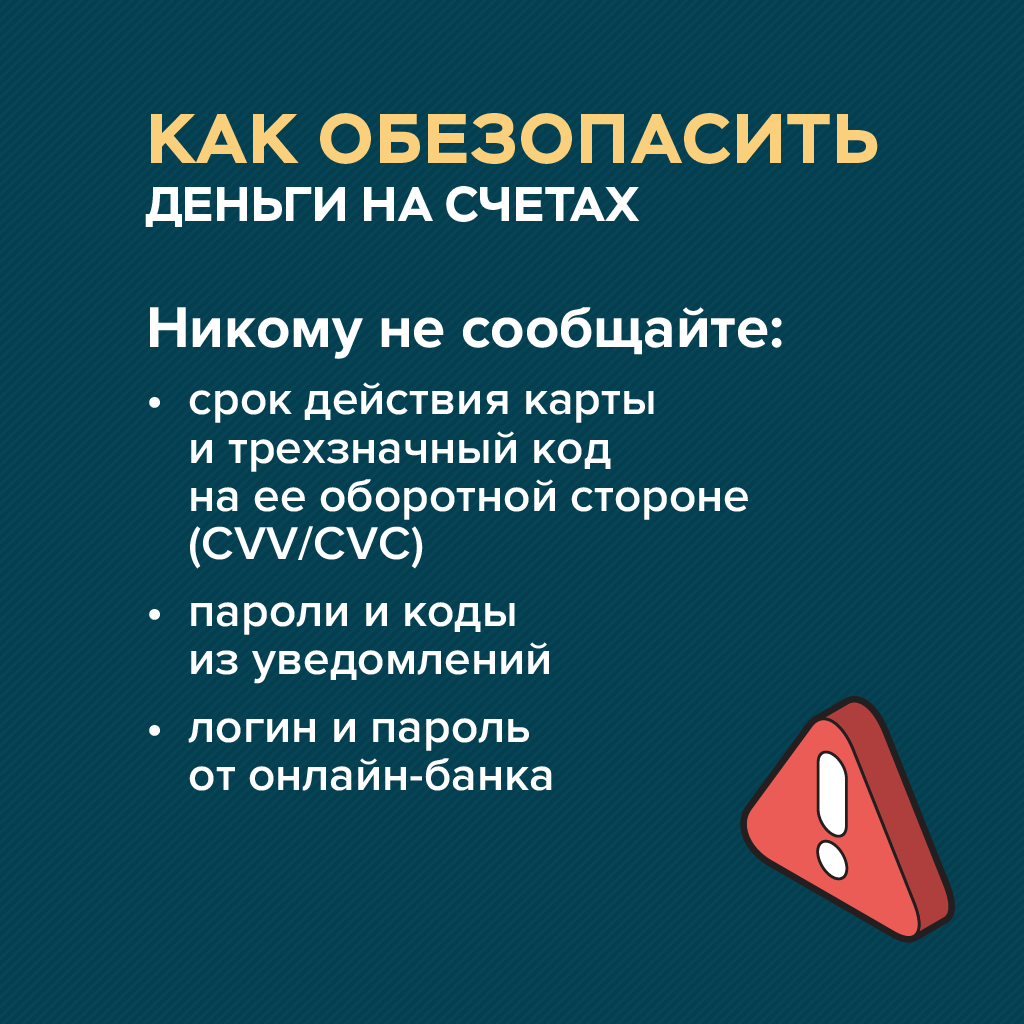 КАК ОБЕЗОПАСИТЬ
ДЕНЬГИ НА СЧЕТАХ
Никому не сообщайте:
• срок действия карты
и трехзначный код
на ее оборотной стороне
(CVV/CVC)
• пароли и коды
из уведомлений
• логин и пароль
от онлайн-банка